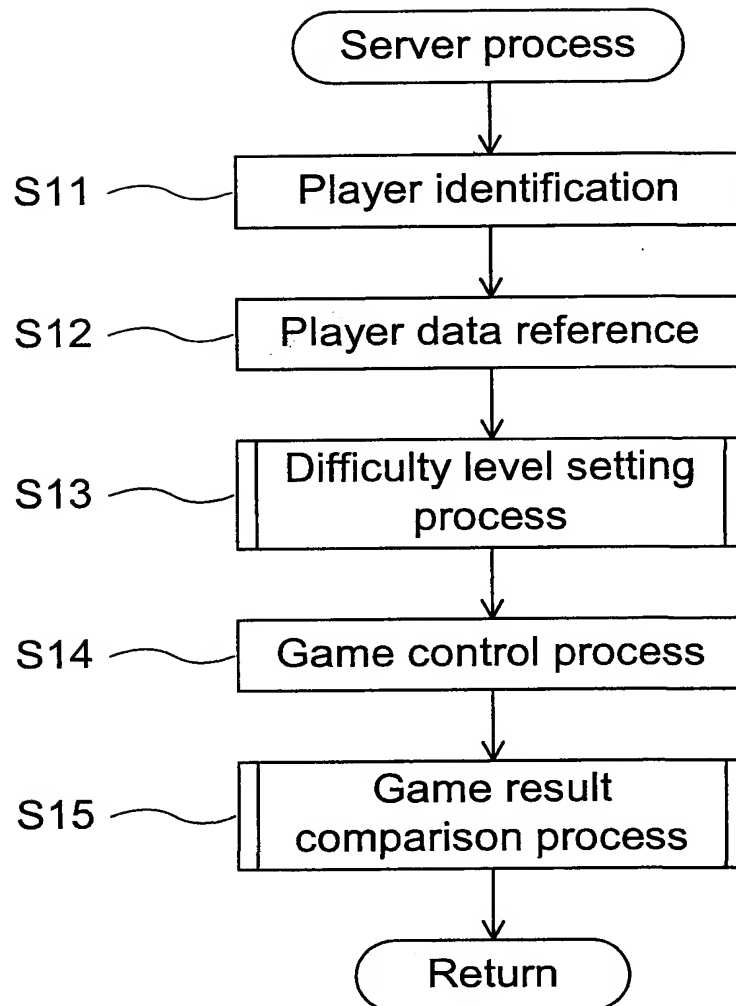 Server process
S11
Player identification
S12
Player data reference
S13
Difficulty level setting
process
S14
Game control process
S15
Game result
comparison process
Return